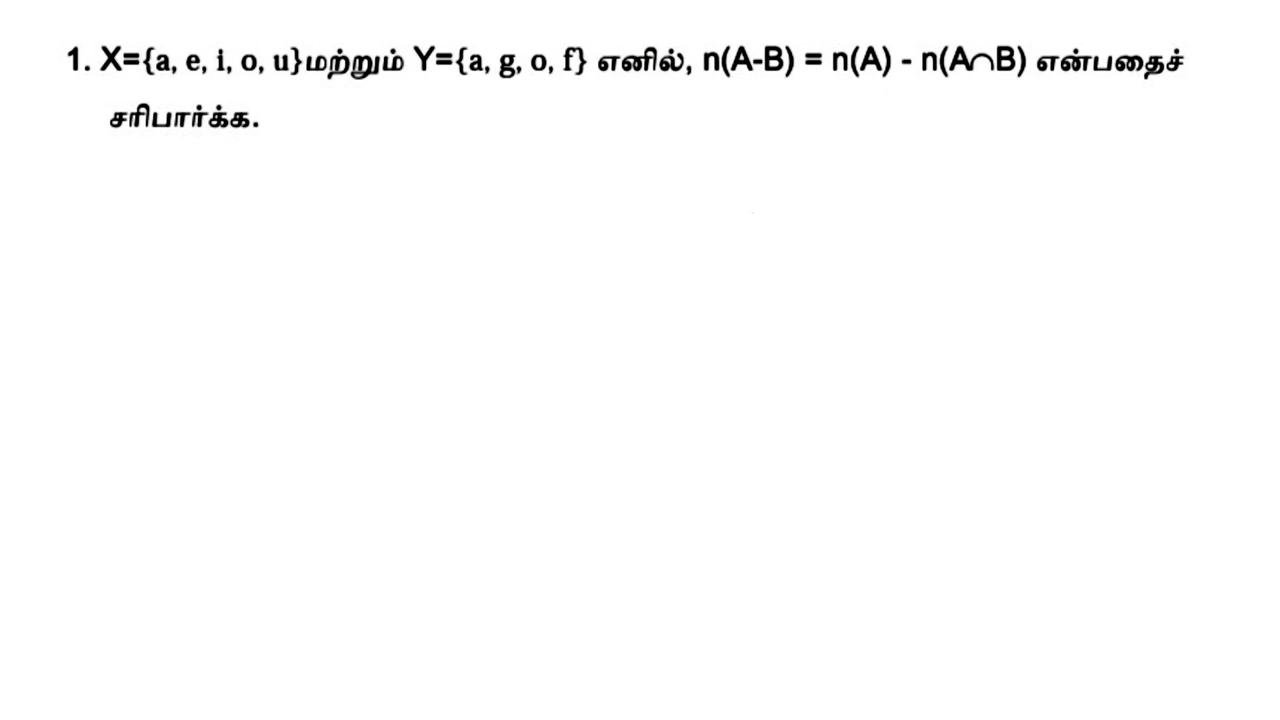 1. X={a, e, i, o, u}மற்றும் Y={a, g, o, f} எனில், n(A-B) = n(A) - n(A∩B) என்பதைச்
சரிபார்க்க.